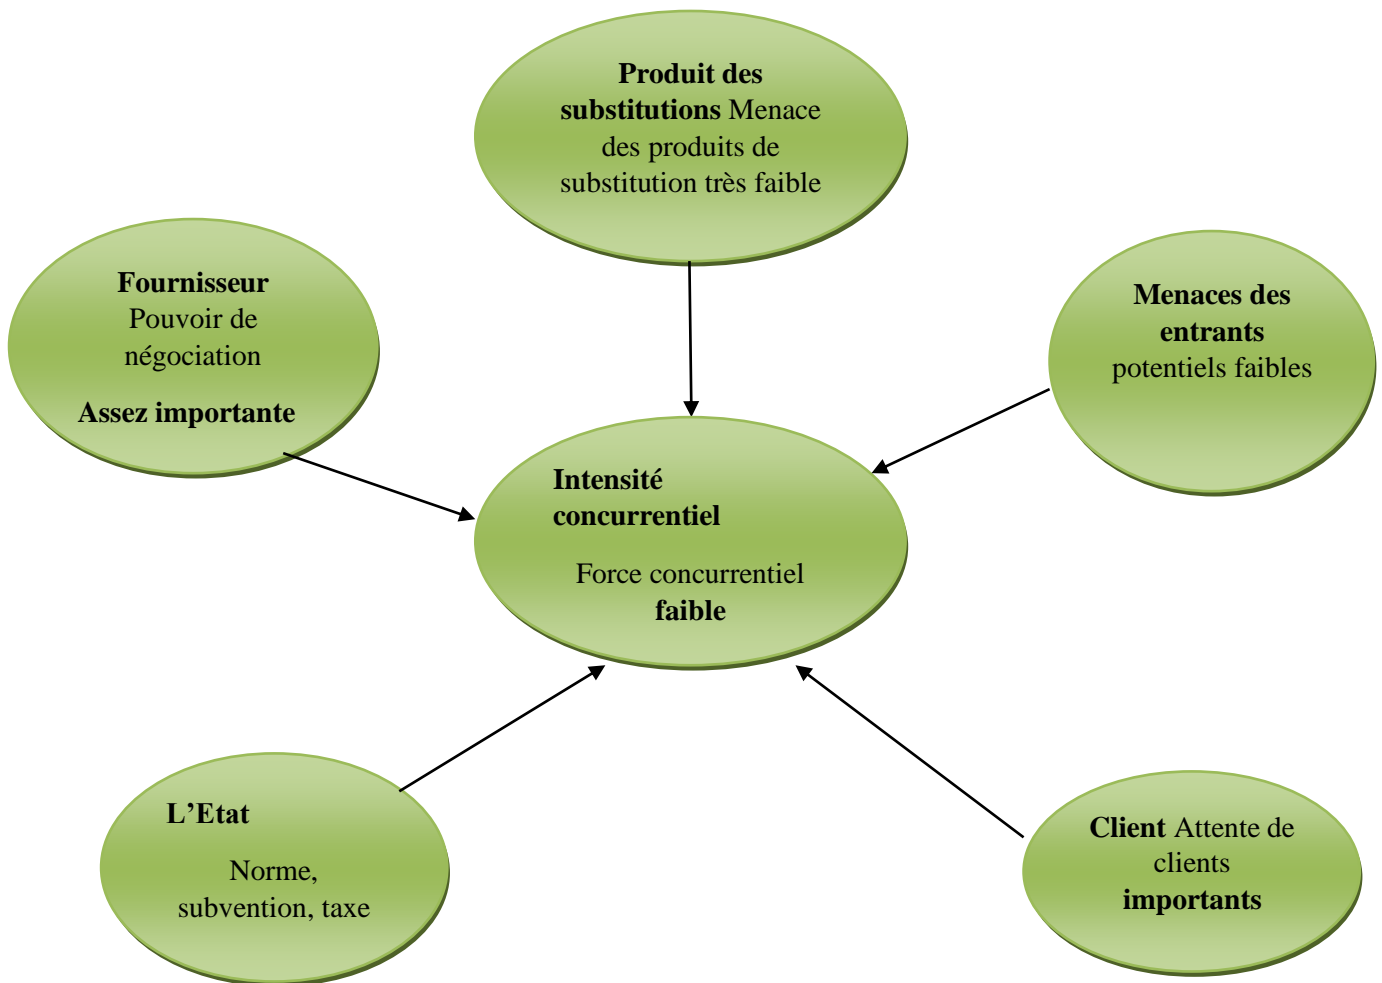 Produit des
substitutions Menace
des produits de
substitution très faible
Fournisseur
Pouvoir de
négociation
Assez importante
Menaces des
entrants
potentiels faibles
Intensité
concurrentiel
Force concurrentiel
faible
L’Etat
Norme,
subvention, taxe
Client Attente de
clients
importants